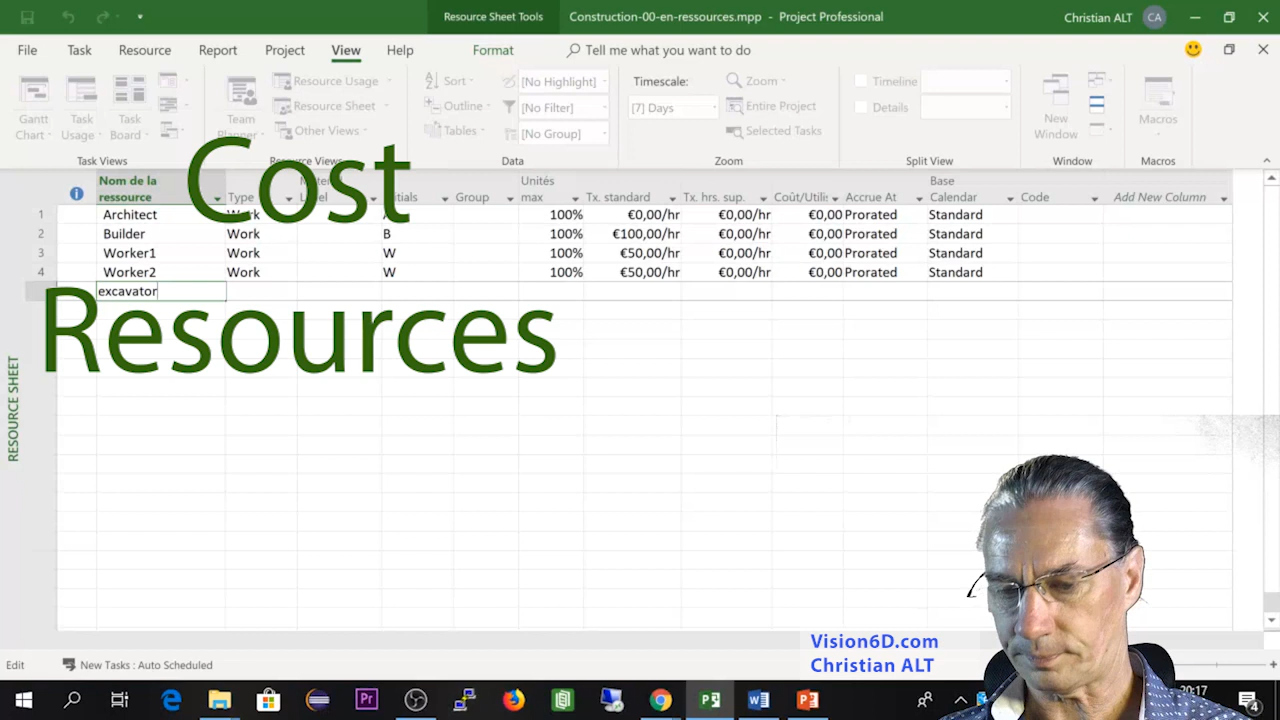 Resource Sheet Tools
Construction-00-en-ressources.mpp - Project Professional
Christian ALT CA
File Task Resource Report Project View Help Format Tell me what you want to do
Gantt Chart
Task Usage
Task Board
Task Views
Team Planner
Resource Usage
Resource Sheet
Other Views
Resource Views
Sort
Outline
Tables
[No Highlight]
[No Filter]
[No Group]
Data
Timescale:
[7] Days
Zoom
Entire Project
Selected Tasks
Zoom
Timeline
Details
Split View
New Window
Window
Macros
Macros
Cost
Resources
Nom de la ressource Type Label Group Unités max Tx. standard Tx. hrs. sup. Coût/Utili Accrue At Base Calendar Code Add New Column
1 Architect Work 100% €0,00/hr €0,00/hr €0,00 Prorated Standard
2 Builder Work B 100% €100,00/hr €0,00/hr €0,00 Prorated Standard
3 Worker1 Work W 100% €50,00/hr €0,00/hr €0,00 Prorated Standard
4 Worker2 Work W 100% €50,00/hr €0,00/hr €0,00 Prorated Standard
excavator
RESOURCE SHEET
Vision6D.com
Christian ALT
Edit New Tasks : Auto Scheduled
20:17
4